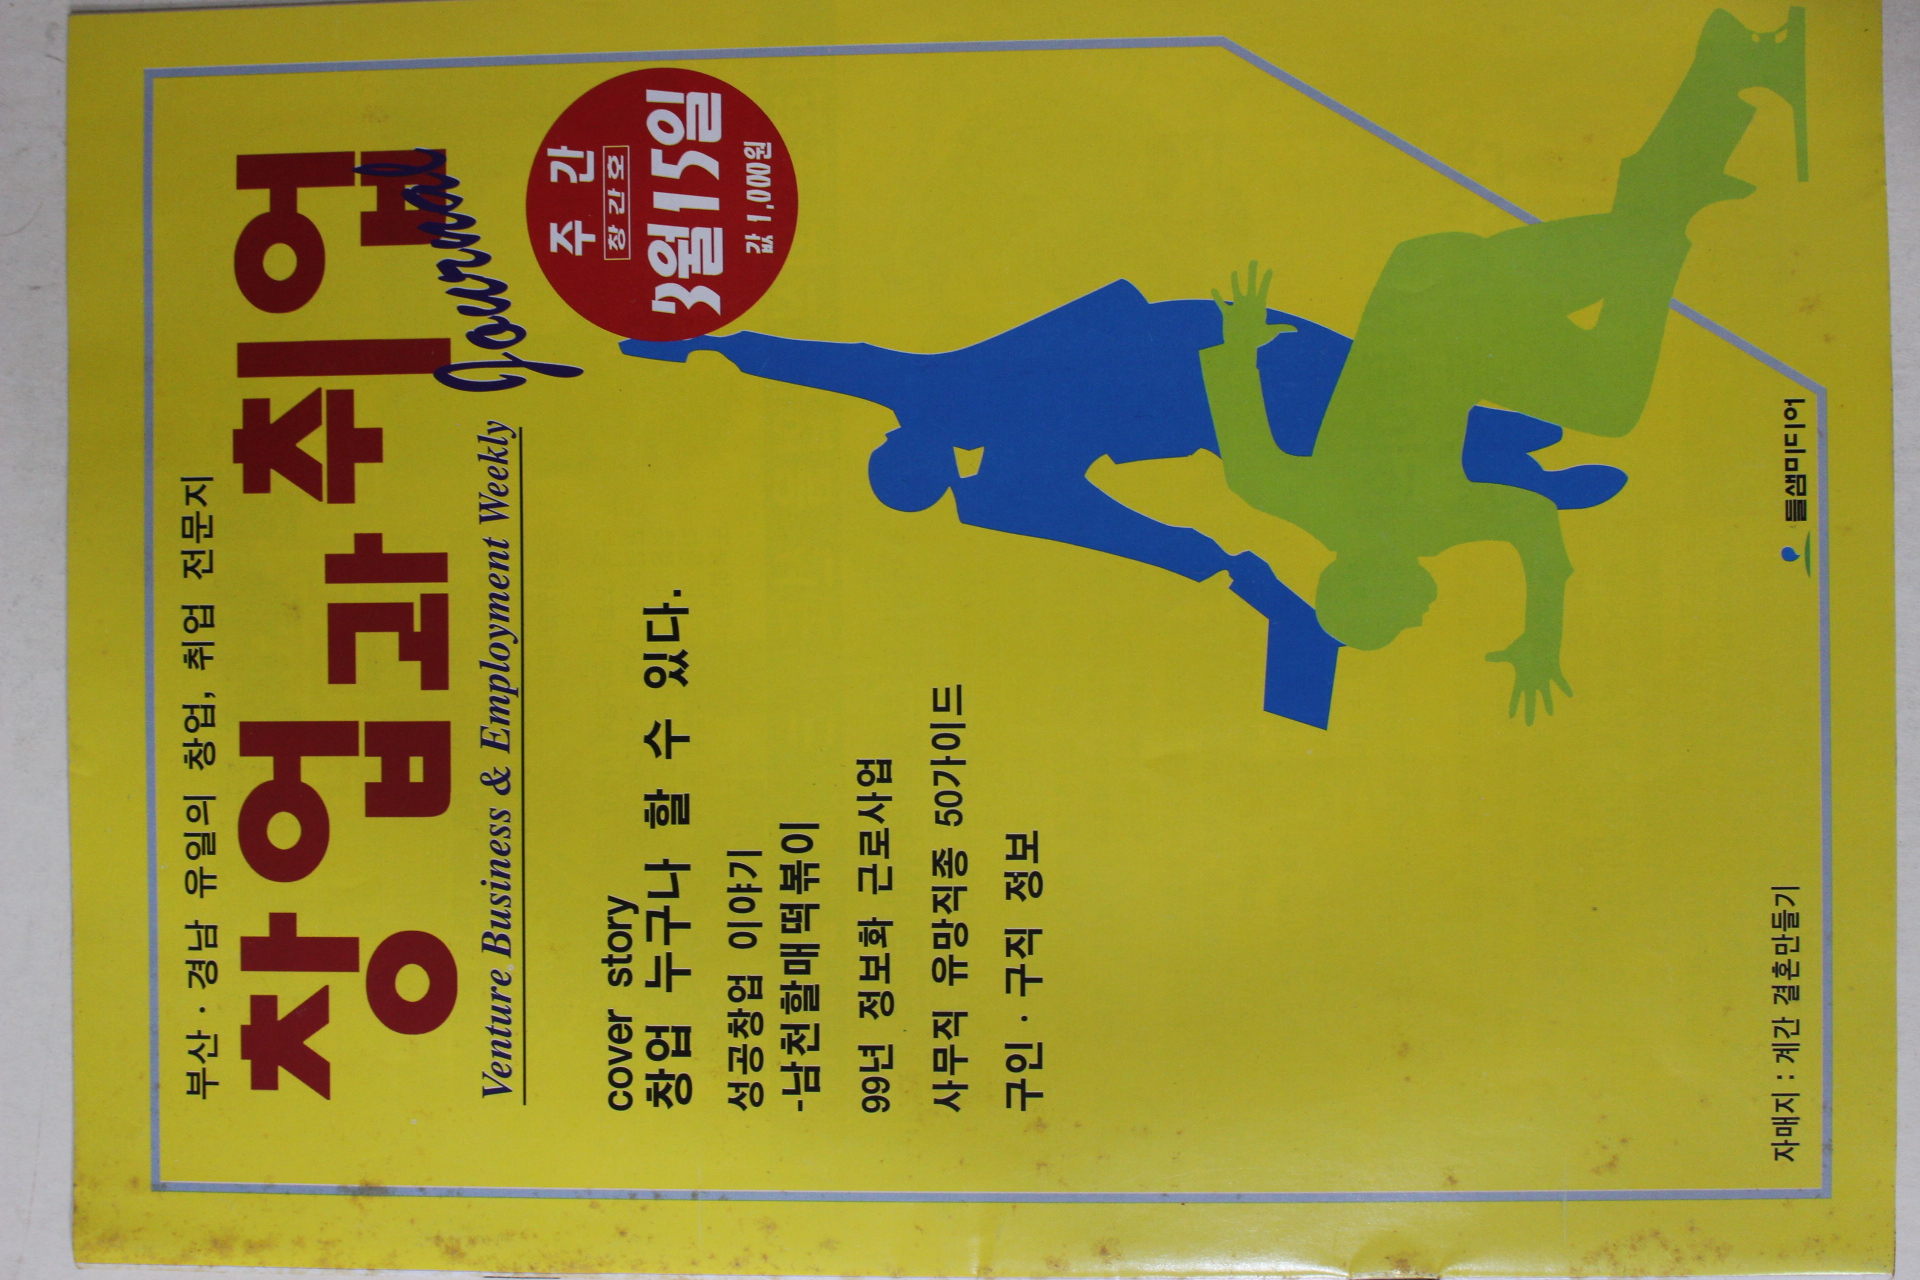 부산·경남 유일의 창업, 취업 전문지
창업과 취업
Journal
Venture Business & Employment Weekly
주간
창간호
3월15일
값 1,000원
cover story
창업 누구나 할 수 있다.
성공창업 이야기
-남천할매떡볶이
99년 정보화 근로사업
사무직 유망직종 50가이드
구인·구직 정보
자매지 : 계간 결혼만들기
들샘미디어